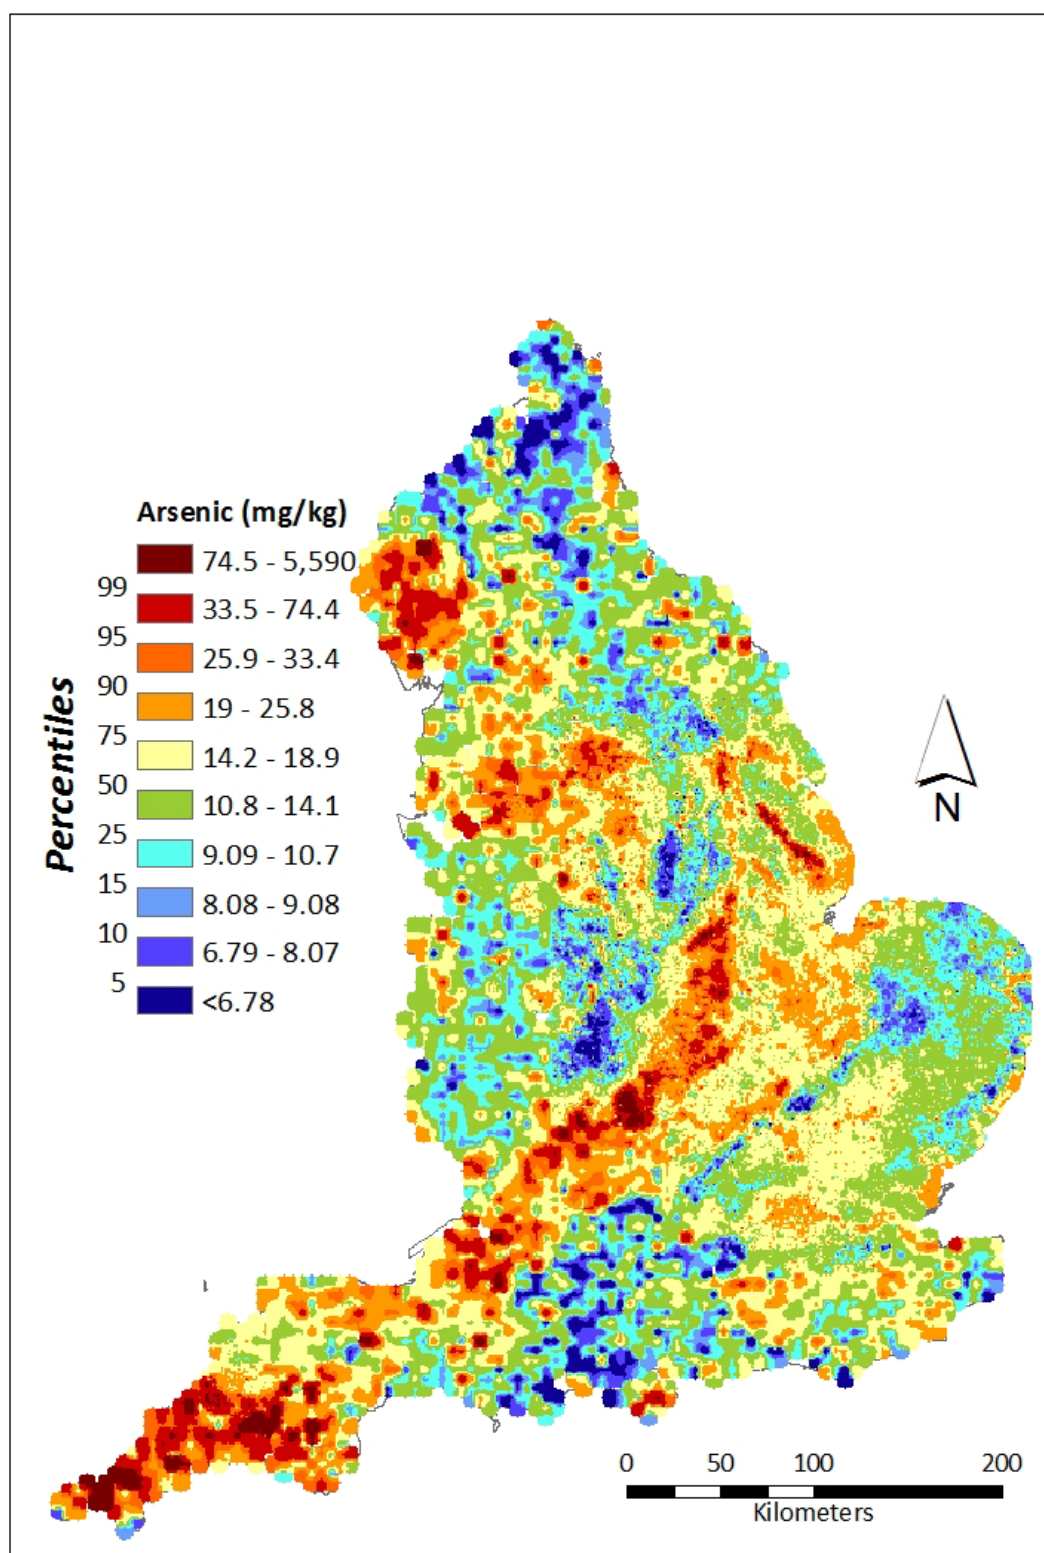 Arsenic (mg/kg)
74.5 - 5,590
99
33.5 - 74.4
95
25.9 - 33.4
90
19 - 25.8
75
14.2 - 18.9
50
10.8 - 14.1
25
9.09 - 10.7
15
8.08 - 9.08
10
6.79 - 8.07
5
<6.78
Percentiles
N
0 50 100 200
Kilometers